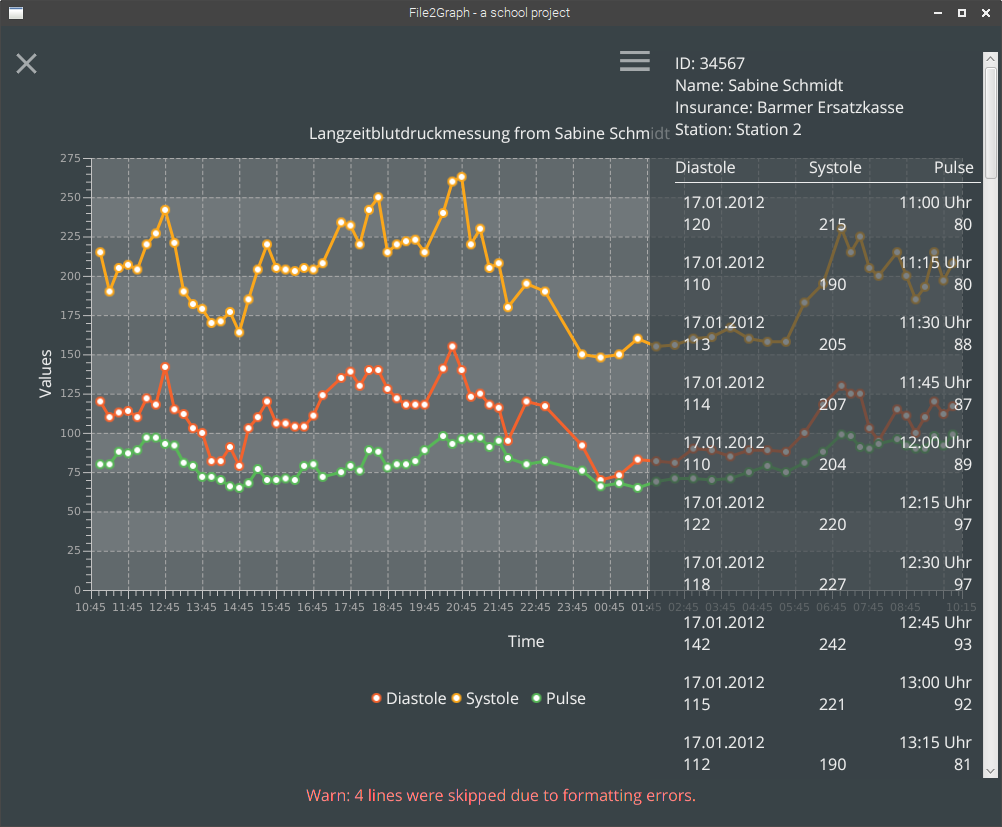 File2Graph - a school project
ID: 34567
Name: Sabine Schmidt
Insurance: Barmer Ersatzkasse
Station: Station 2
Langzeitblutdruckmessung from Sabine Schmidt
Diastole Systole Pulse
17.01.2012 11:00 Uhr
120 215 80
17.01.2012 11:15 Uhr
110 190 80
17.01.2012 11:30 Uhr
113 205 88
17.01.2012 11:45 Uhr
114 207 87
17.01.2012 12:00 Uhr
110 204 89
17.01.2012 12:15 Uhr
122 220 97
17.01.2012 12:30 Uhr
118 227 97
17.01.2012 12:45 Uhr
142 242 93
17.01.2012 13:00 Uhr
115 221 92
17.01.2012 13:15 Uhr
112 190 81
275
250
225
200
175
150
125
100
75
50
25
0
Values
10:45 11:45 12:45 13:45 14:45 15:45 16:45 17:45 18:45 19:45 20:45 21:45 22:45 23:45 00:45 01:45 02:45 03:45 04:45 05:45 06:45 07:45 08:45 10:15
Time
Diastole Systole Pulse
Warn: 4 lines were skipped due to formatting errors.